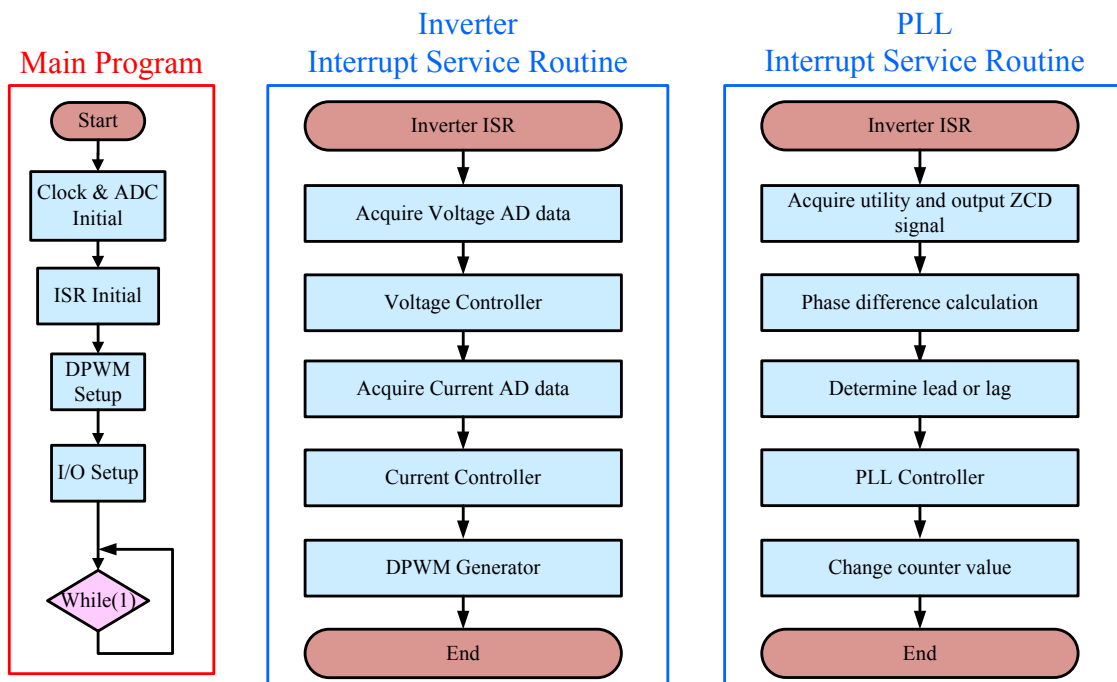 Main Program
Start
Clock & ADC
Initial
ISR Initial
DPWM
Setup
I/O Setup
While(1)
Inverter
Interrupt Service Routine
Inverter ISR
Acquire Voltage AD data
Voltage Controller
Acquire Current AD data
Current Controller
DPWM Generator
End
PLL
Interrupt Service Routine
Inverter ISR
Acquire utility and output ZCD
signal
Phase difference calculation
Determine lead or lag
PLL Controller
Change counter value
End